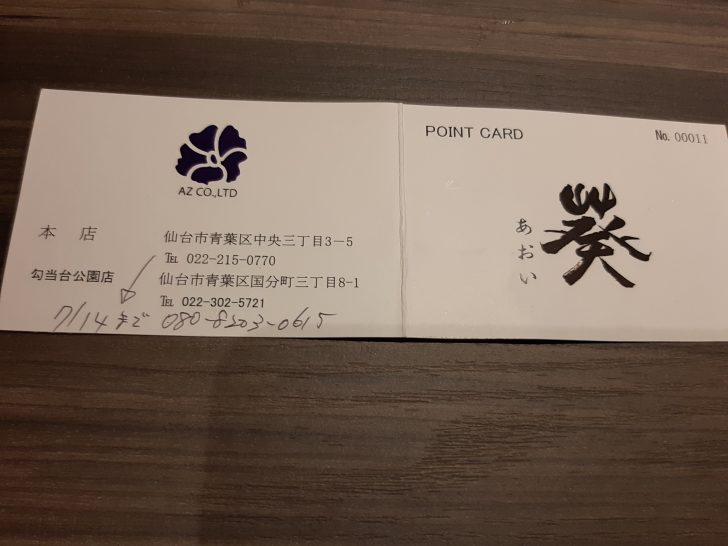 AZ CO.,LTD
本 店 仙台市青葉区中央三丁目3-5
℡ 022-215-0770
勾当台公園店 仙台市青葉区国分町三丁目8-1
℡ 022-302-5721
7/14まで 080-8203-0615
POINT CARD
No. 00011
葵
あおい